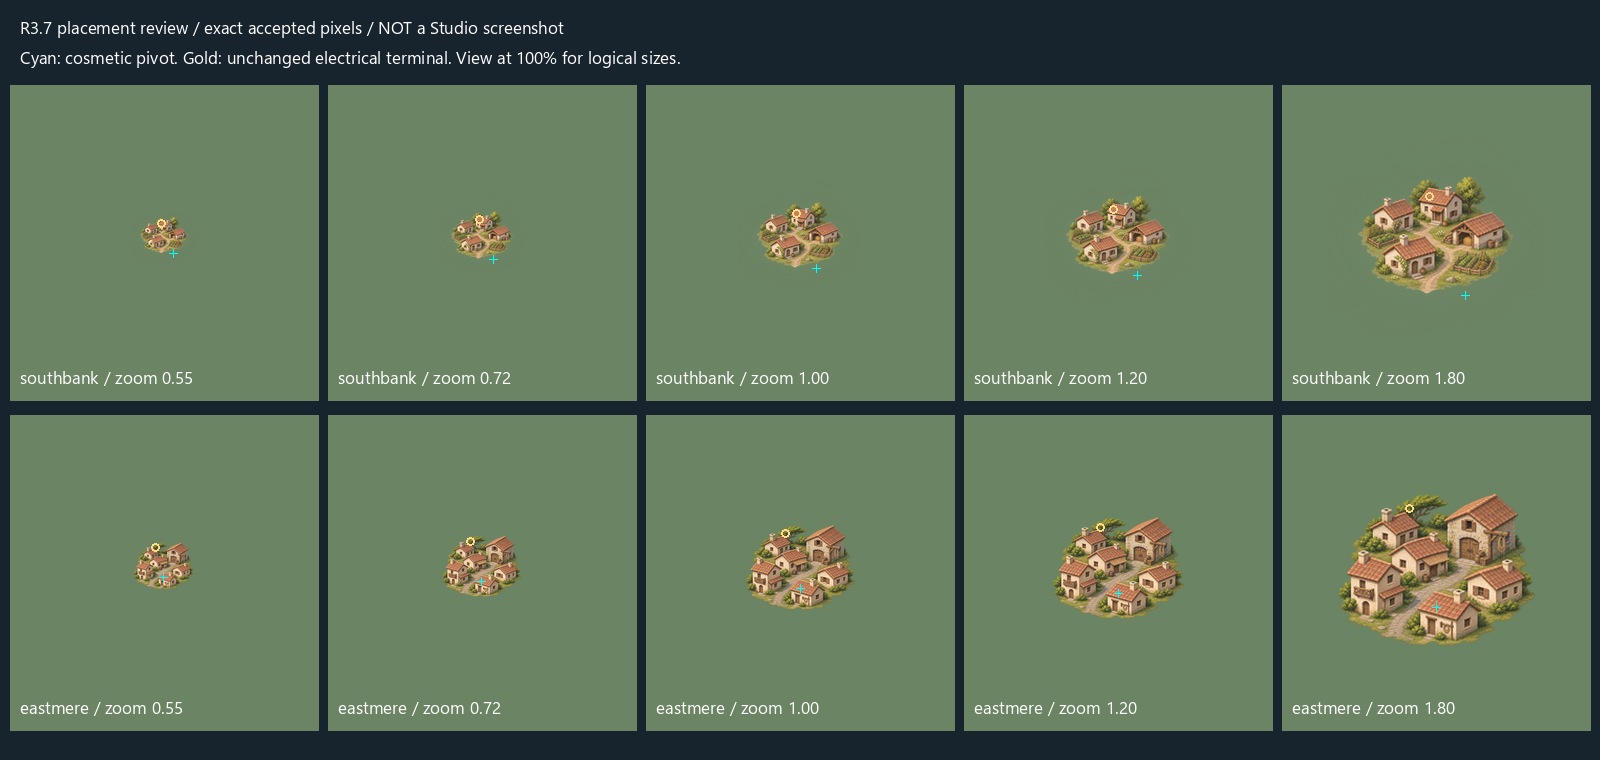 R3.7 placement review / exact accepted pixels / NOT a Studio screenshot
Cyan: cosmetic pivot. Gold: unchanged electrical terminal. View at 100% for logical sizes.
southbank / zoom 0.55
southbank / zoom 0.72
southbank / zoom 1.00
southbank / zoom 1.20
southbank / zoom 1.80
eastmere / zoom 0.55
eastmere / zoom 0.72
eastmere / zoom 1.00
eastmere / zoom 1.20
eastmere / zoom 1.80